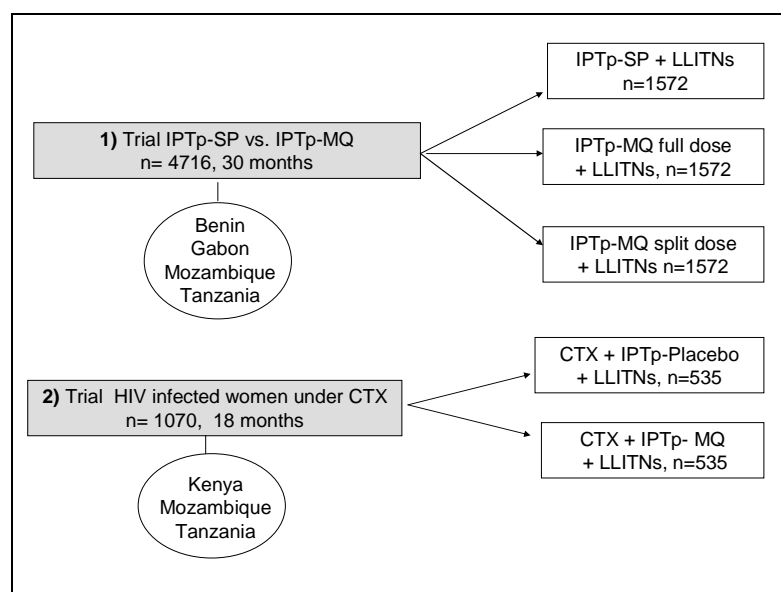 1) Trial IPTp-SP vs. IPTp-MQ
n= 4716, 30 months
Benin
Gabon
Mozambique
Tanzania
IPTp-SP + LLITNs
n=1572
IPTp-MQ full dose
+ LLITNs, n=1572
IPTp-MQ split dose
+ LLITNs n=1572
2) Trial HIV infected women under CTX
n= 1070, 18 months
Kenya
Mozambique
Tanzania
CTX + IPTp-Placebo
+ LLITNs, n=535
CTX + IPTp- MQ
+ LLITNs, n=535